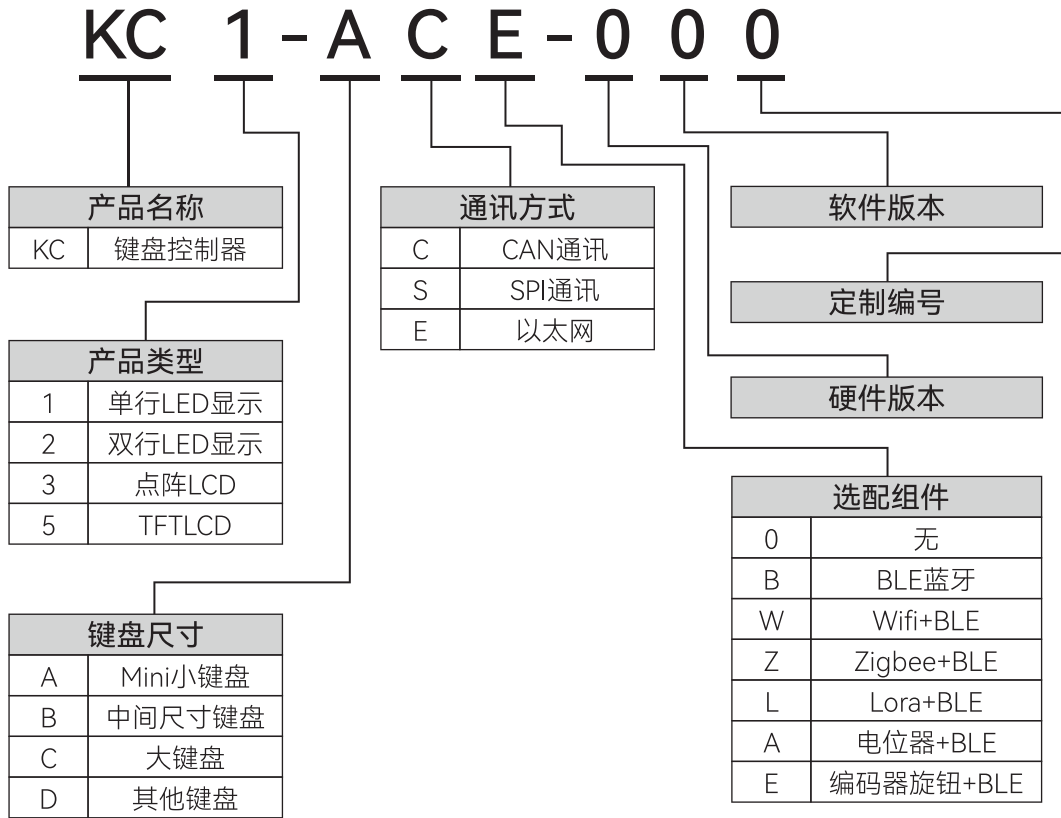 KC 1 - A C E - 0 0 0
产品名称
KC 键盘控制器
产品类型
1 单行LED显示
2 双行LED显示
3 点阵LCD
5 TFTLCD
键盘尺寸
A Mini小键盘
B 中间尺寸键盘
C 大键盘
D 其他键盘
通讯方式
C CAN通讯
S SPI通讯
E 以太网
软件版本
定制编号
硬件版本
选配组件
0 无
B BLE蓝牙
W Wifi+BLE
Z Zigbee+BLE
L Lora+BLE
A 电位器+BLE
E 编码器旋钮+BLE